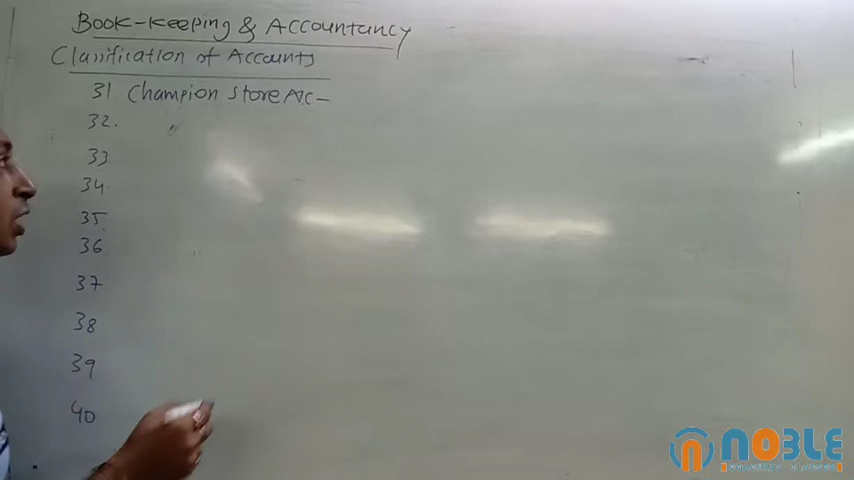 Book-Keeping & Accountancy
Classification of Accounts
31 Champion Store A/c -
32.
33
34.
35
36
37
38
39
40
NOBLE